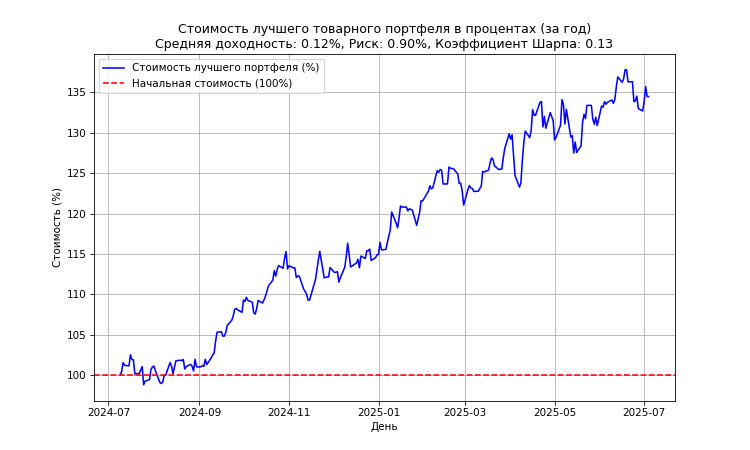 Стоимость лучшего товарного портфеля в процентах (за год)
Средняя доходность: 0.12%, Риск: 0.90%, Коэффициент Шарпа: 0.13
Стоимость лучшего портфеля (%)
Начальная стоимость (100%)
Стоимость (%)
135
130
125
120
115
110
105
100
2024-07
2024-09
2024-11
2025-01
2025-03
2025-05
2025-07
День